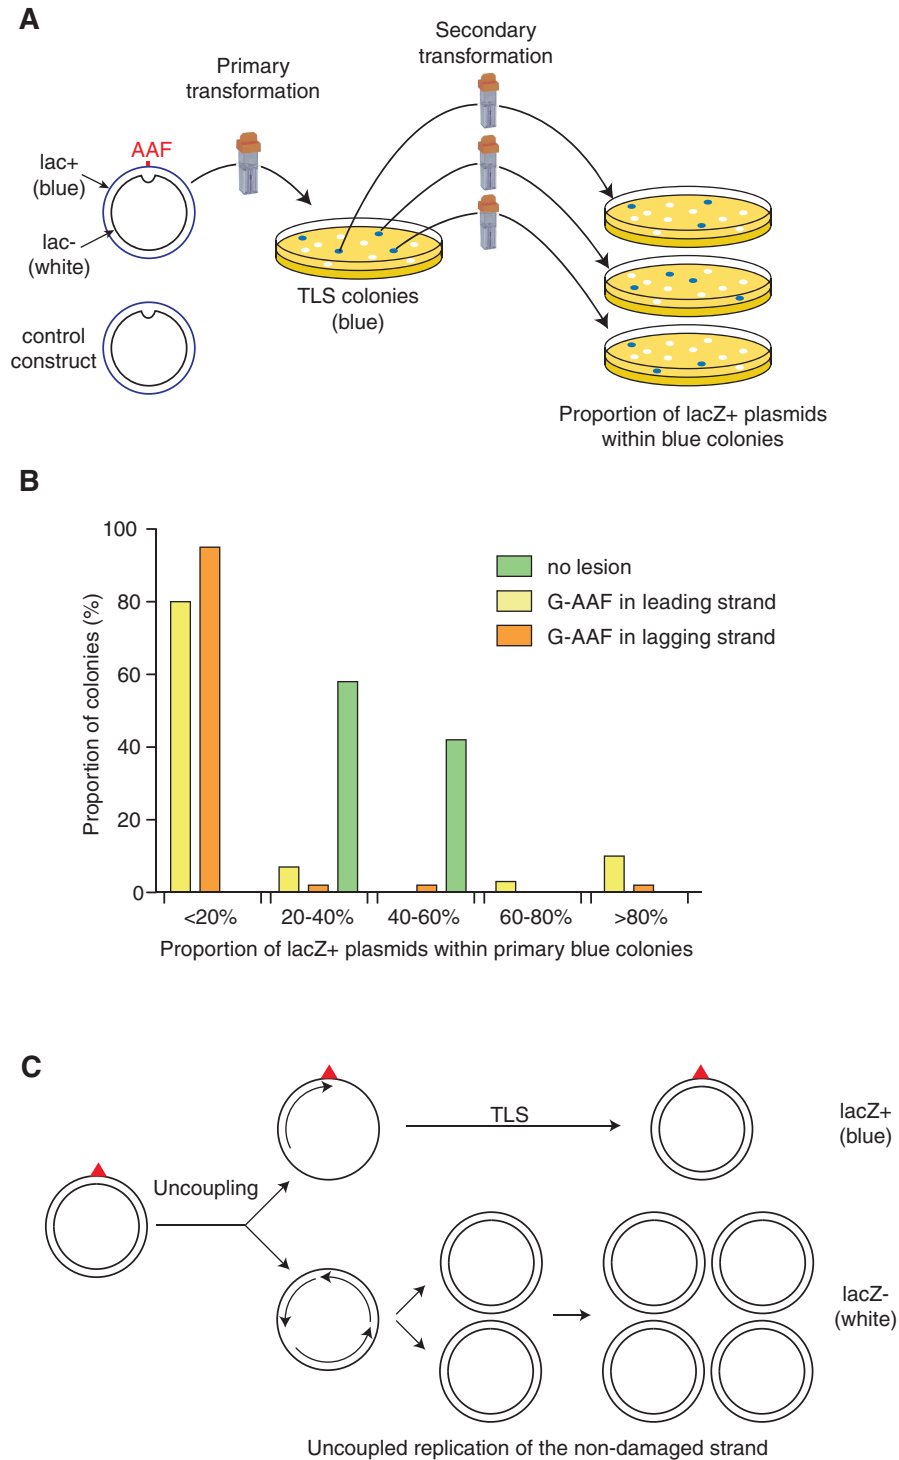 A
Primary
transformation
Secondary
transformation
AAF
lac+
(blue)
lac-
(white)
control
construct
TLS colonies
(blue)
Proportion of lacZ+ plasmids
within blue colonies
B
Proportion of colonies (%)
100
80
60
40
20
0
no lesion
G-AAF in leading strand
G-AAF in lagging strand
<20%
20-40%
40-60%
60-80%
>80%
Proportion of lacZ+ plasmids within primary blue colonies
C
Uncoupling
TLS
lacZ+
(blue)
lacZ-
(white)
Uncoupled replication of the non-damaged strand